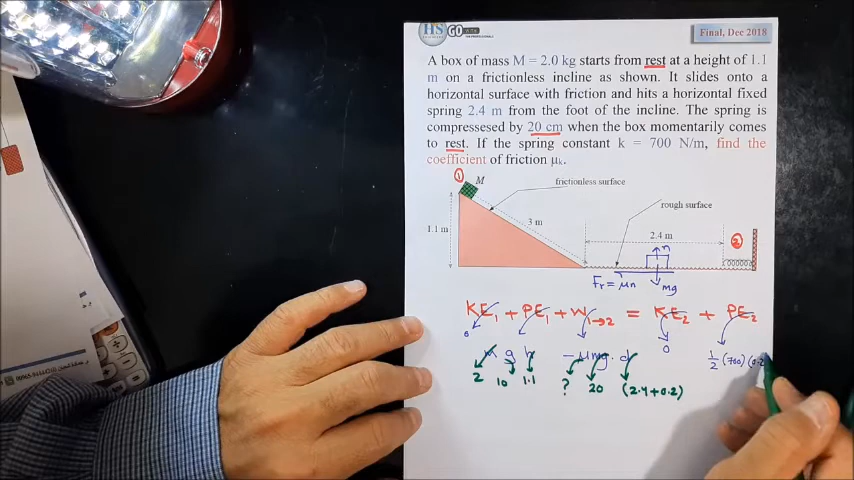 HS GO
Final, Dec 2018
A box of mass M = 2.0 kg starts from rest at a height of 1.1
m on a frictionless incline as shown. It slides onto a
horizontal surface with friction and hits a horizontal fixed
spring 2.4 m from the foot of the incline. The spring is
compressesed by 20 cm when the box momentarily comes
to rest. If the spring constant k = 700 N/m, find the
coefficient of friction μk.
1 M frictionless surface
rough surface
1.1 m 3 m 2.4 m 2
n
Fr = μn mg
KE1 + PE1 + W1→2 = KE2 + PE2
0 m g h −μmg.d 0 1/2 (700) (0.2
2 10 1.1 ? 20 (2.4+0.2)